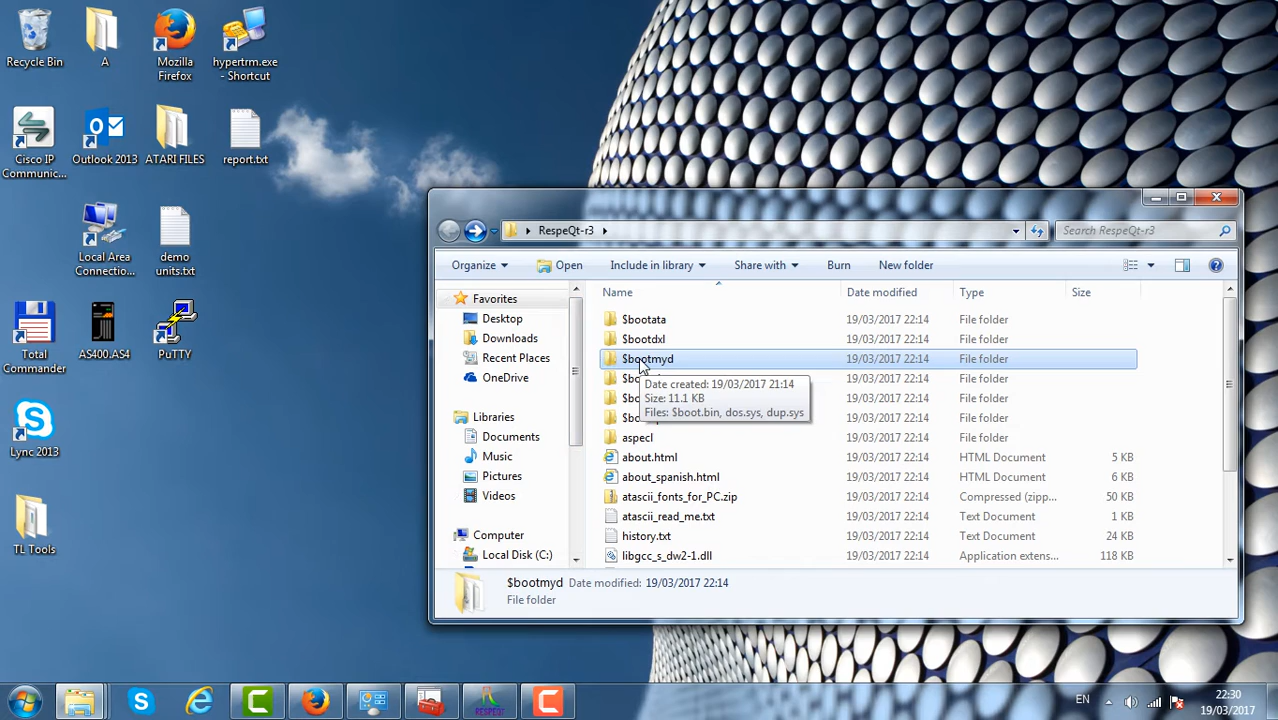 Recycle Bin
A
Mozilla
Firefox
hypertrm.exe
- Shortcut
Cisco IP
Communic...
Outlook 2013
ATARI FILES
report.txt
Local Area
Connectio...
demo
units.txt
Total
Commander
AS400.AS4
PuTTY
Lync 2013
TL Tools
RespeQt-r3
Search RespeQt-r3
Organize
Open
Include in library
Share with
Burn
New folder
Favorites
Desktop
Downloads
Recent Places
OneDrive
Libraries
Documents
Music
Pictures
Videos
Computer
Local Disk (C:)
Name Date modified Type Size
$bootata 19/03/2017 22:14 File folder
$bootdxl 19/03/2017 22:14 File folder
$bootmyd 19/03/2017 22:14 File folder
$bo 19/03/2017 22:14 File folder
$bo 19/03/2017 22:14 File folder
$bo 19/03/2017 22:14 File folder
aspecl 19/03/2017 22:14 File folder
about.html 19/03/2017 22:14 HTML Document 5 KB
about_spanish.html 19/03/2017 22:14 HTML Document 6 KB
atascii_fonts_for_PC.zip 19/03/2017 22:14 Compressed (zipp... 50 KB
atascii_read_me.txt 19/03/2017 22:14 Text Document 1 KB
history.txt 19/03/2017 22:14 Text Document 24 KB
libgcc_s_dw2-1.dll 19/03/2017 22:14 Application extens... 118 KB
Date created: 19/03/2017 21:14
Size: 11.1 KB
Files: $boot.bin, dos.sys, dup.sys
$bootmyd Date modified: 19/03/2017 22:14
File folder
RESPEQT
EN
22:30
19/03/2017